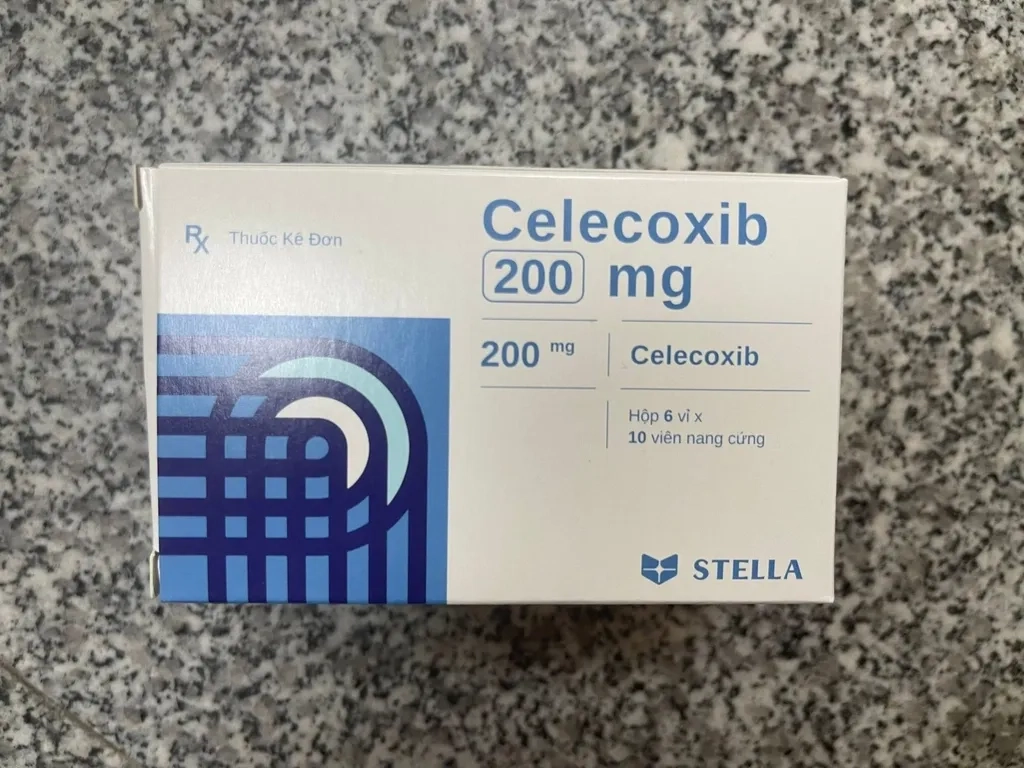 Rx Thuốc Kê Đơn
Celecoxib
200 mg
200 mg
Celecoxib
Hộp 6 vỉ x
10 viên nang cứng
STELLA